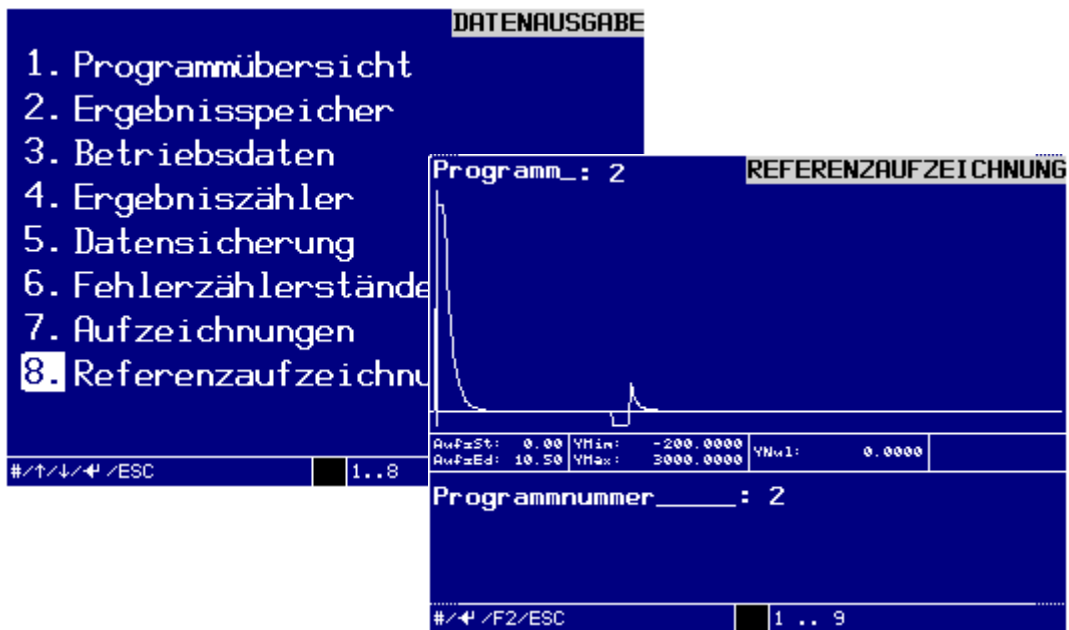 DATENAUSGABE
1. Programmübersicht
2. Ergebnisspeicher
3. Betriebsdaten
4. Ergebniszähler
5. Datensicherung
6. Fehlerzählerstände
7. Aufzeichnungen
8. Referenzaufzeichnu
#/↑/↓/↵ /ESC 1..8
Programm_: 2 REFERENZAUFZEICHNUNG
AufzSt: 0.00 YMin: -200.0000
AufzEd: 10.50 YMax: 3000.0000
YNul: 0.0000
Programmnummer______: 2
#/↵ /F2/ESC 1 .. 9